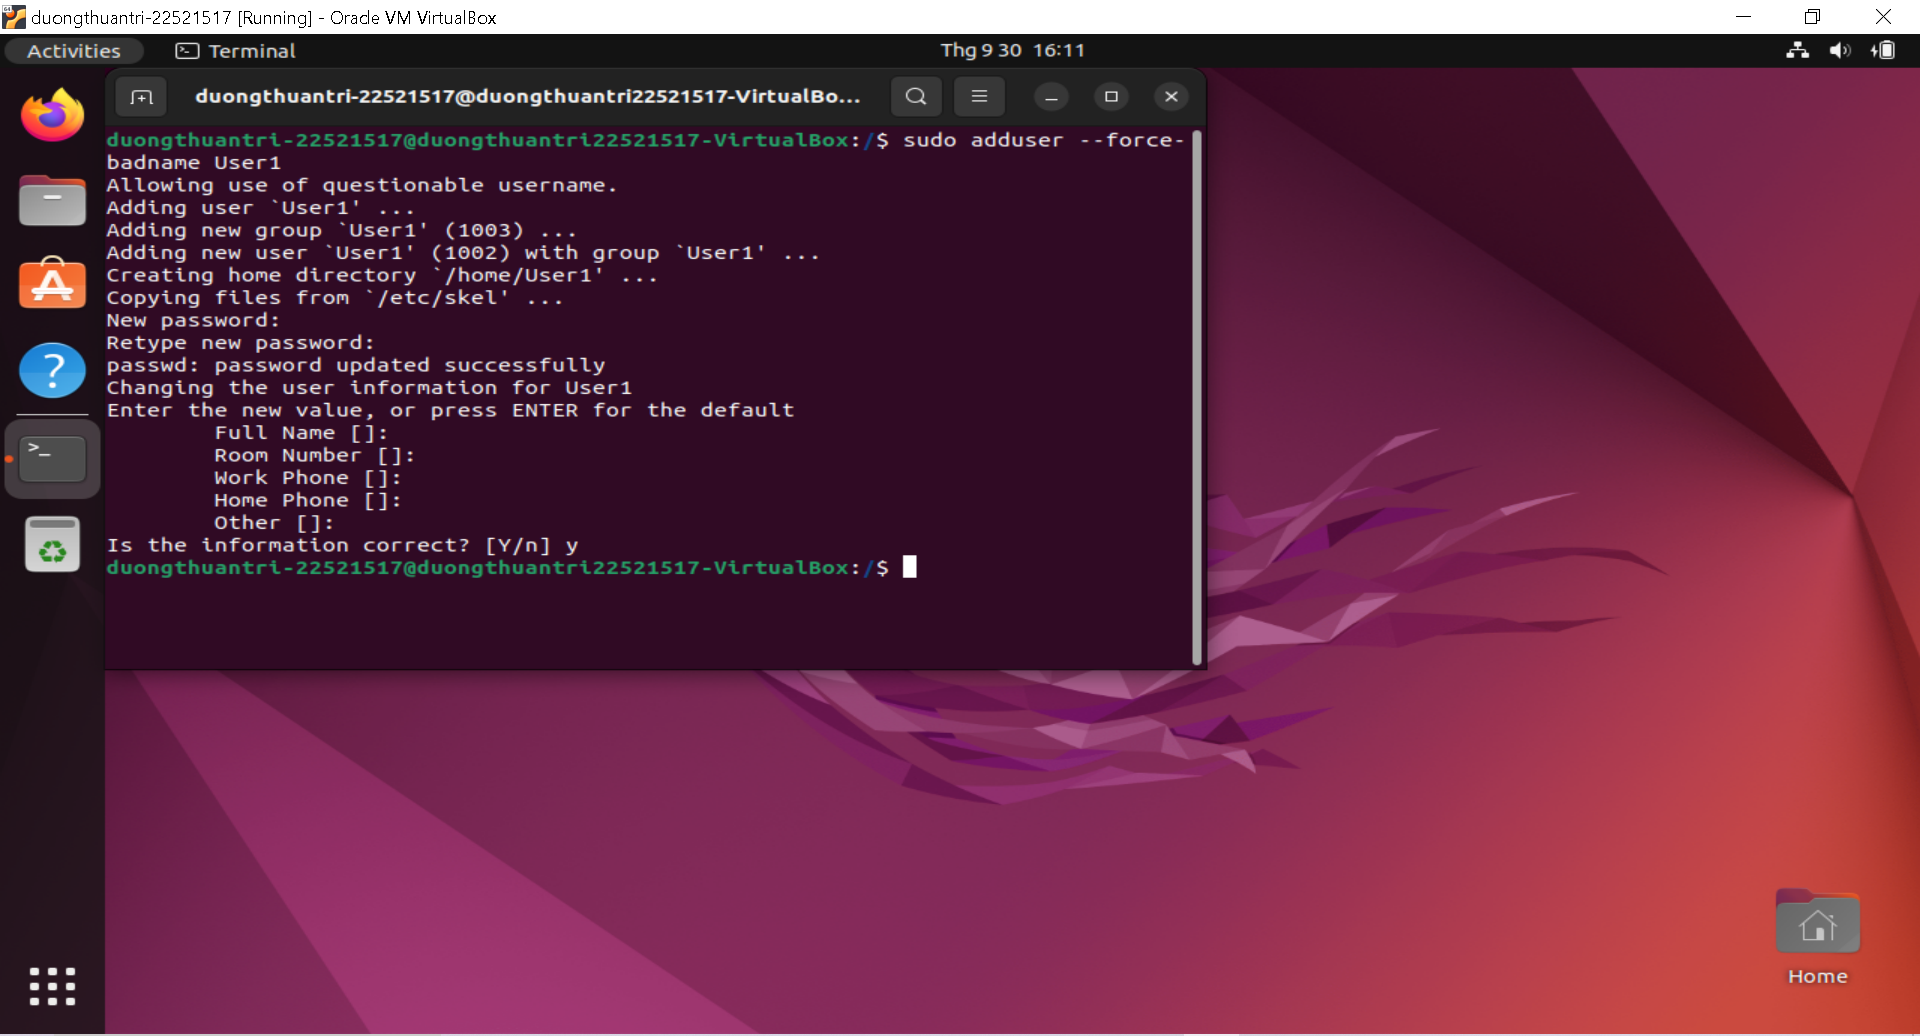 duongthuantri-22521517 [Running] - Oracle VM VirtualBox
Activities
Terminal
Thg 9 30 16:11
duongthuantri-22521517@duongthuantri22521517-VirtualBo...
duongthuantri-22521517@duongthuantri22521517-VirtualBox:/$ sudo adduser --force-
badname User1
Allowing use of questionable username.
Adding user `User1' ...
Adding new group `User1' (1003) ...
Adding new user `User1' (1002) with group `User1' ...
Creating home directory `/home/User1' ...
Copying files from `/etc/skel' ...
New password:
Retype new password:
passwd: password updated successfully
Changing the user information for User1
Enter the new value, or press ENTER for the default
Full Name []:
Room Number []:
Work Phone []:
Home Phone []:
Other []:
Is the information correct? [Y/n] y
duongthuantri-22521517@duongthuantri22521517-VirtualBox:/$
Home